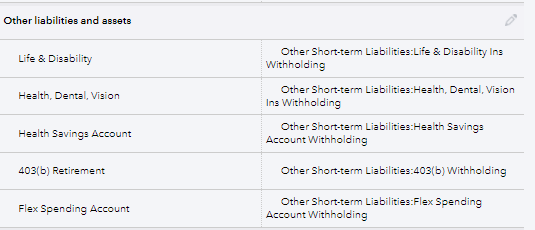 Other liabilities and assets
Life & Disability
Other Short-term Liabilities:Life & Disability Ins
Withholding
Health, Dental, Vision
Other Short-term Liabilities:Health, Dental, Vision
Ins Withholding
Health Savings Account
Other Short-term Liabilities:Health Savings
Account Withholding
403(b) Retirement
Other Short-term Liabilities:403(b) Withholding
Flex Spending Account
Other Short-term Liabilities:Flex Spending
Account Withholding